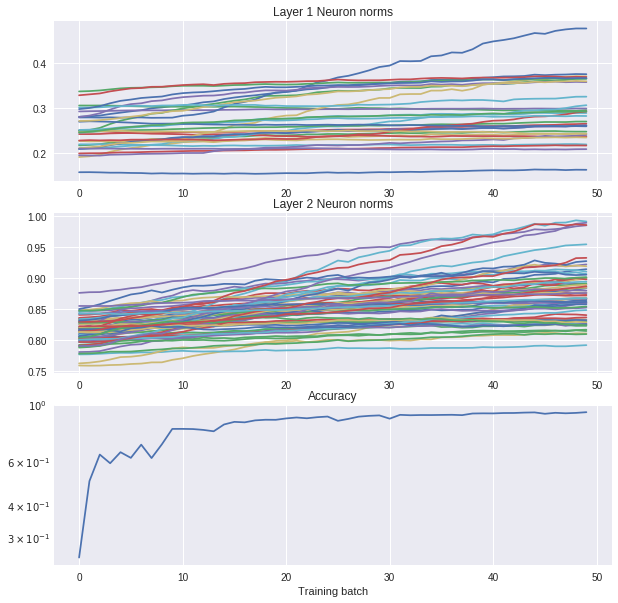 Layer 1 Neuron norms
0.4
0.3
0.2
0 10 20 30 40 50
Layer 2 Neuron norms
1.00
0.95
0.90
0.85
0.80
0.75
0 10 20 30 40 50
Accuracy
10⁰
6 × 10⁻¹
4 × 10⁻¹
3 × 10⁻¹
0 10 20 30 40 50
Training batch